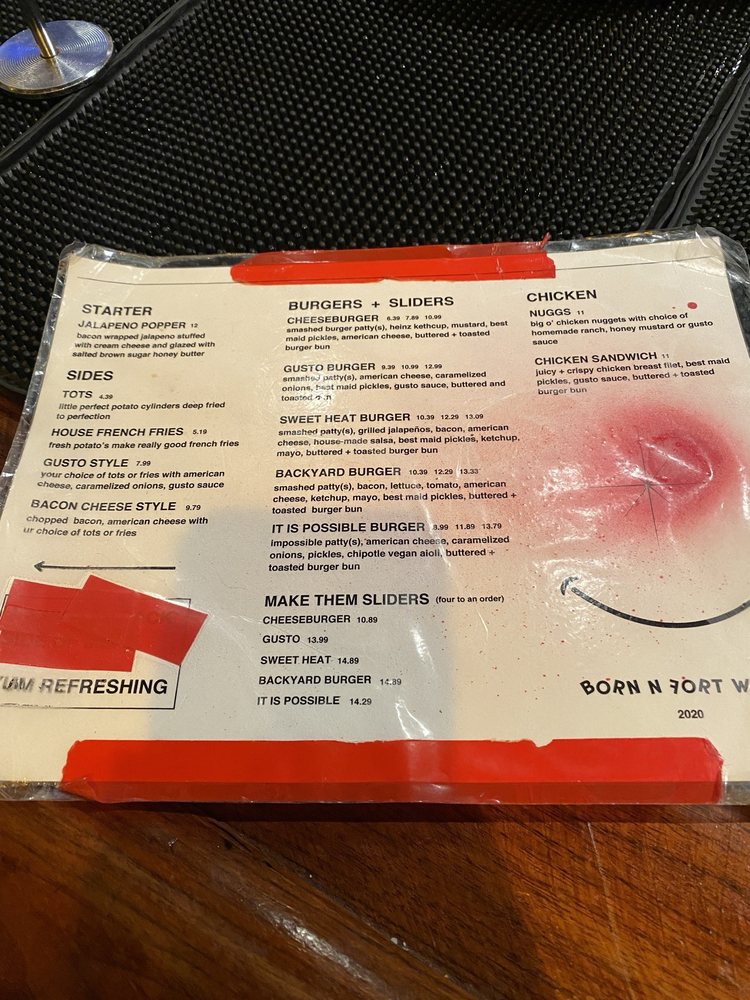 STARTER
JALAPENO POPPER 12
bacon wrapped jalapeno stuffed
with cream cheese and glazed with
salted brown sugar honey butter
SIDES
TOTS 4.39
little perfect potato cylinders deep fried
to perfection
HOUSE FRENCH FRIES 5.19
fresh potato's make really good french fries
GUSTO STYLE 7.99
your choice of tots or fries with american
cheese, caramelized onions, gusto sauce
BACON CHEESE STYLE 9.79
chopped bacon, american cheese with
ur choice of tots or fries
REFRESHING
BURGERS + SLIDERS
CHEESEBURGER 6.39 7.89 10.99
smashed burger patty(s), heinz kethcup, mustard, best
maid pickles, american cheese, buttered + toasted
burger bun
GUSTO BURGER 9.39 10.99 12.99
smashed patty(s), american cheese, caramelized
onions, best maid pickles, gusto sauce, buttered and
toasted bun
SWEET HEAT BURGER 10.39 12.29 13.09
smashed patty(s), grilled jalapeños, bacon, american
cheese, house-made salsa, best maid pickles, ketchup,
mayo, buttered + toasted burger bun
BACKYARD BURGER 10.39 12.29 13.33
smashed patty(s), bacon, lettuce, tomato, american
cheese, ketchup, mayo, best maid pickles, buttered +
toasted burger bun
IT IS POSSIBLE BURGER 8.99 11.89 13.79
impossible patty(s), american cheese, caramelized
onions, pickles, chipotle vegan aioli, buttered +
toasted burger bun
MAKE THEM SLIDERS (four to an order)
CHEESEBURGER 10.89
GUSTO 13.99
SWEET HEAT 14.89
BACKYARD BURGER 14.89
IT IS POSSIBLE 14.29
CHICKEN
NUGGS 11
big o' chicken nuggets with choice of
homemade ranch, honey mustard or gusto
sauce
CHICKEN SANDWICH 11
juicy + crispy chicken breast filet, best maid
pickles, gusto sauce, buttered + toasted
burger bun
BORN N FORT W
2020